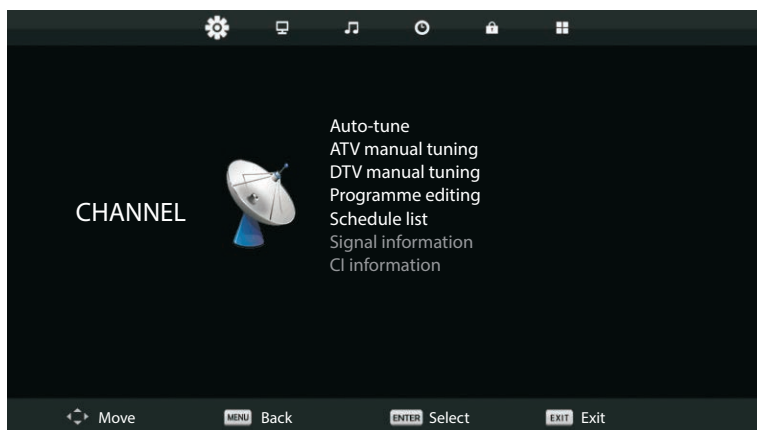 Auto-tune
ATV manual tuning
DTV manual tuning
Programme editing
CHANNEL
Schedule list
Signal information
CI information
Move MENU Back ENTER Select EXIT Exit